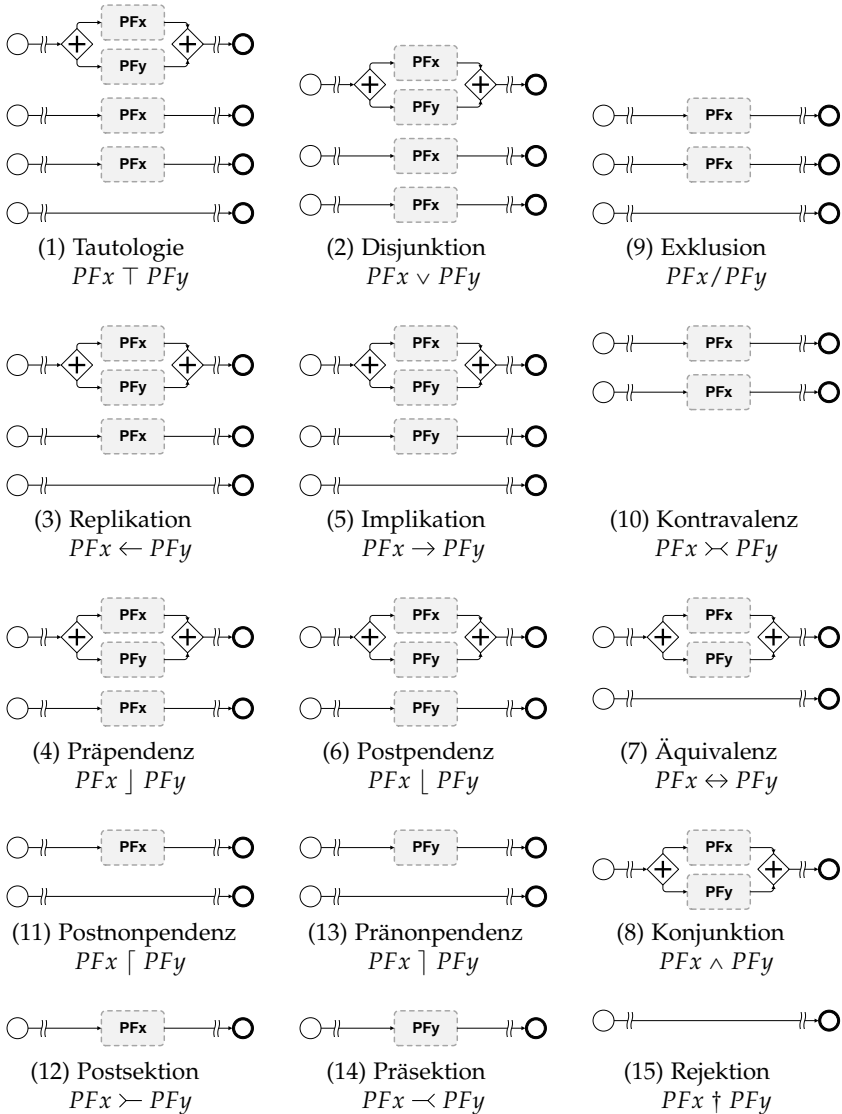 PFx
PFy
PFx
PFx
(1) Tautologie
PFx ⊤ PFy
PFx
PFy
PFx
PFx
(2) Disjunktion
PFx ∨ PFy
PFx
PFx
(9) Exklusion
PFx/PFy
PFx
PFy
PFx
(3) Replikation
PFx ← PFy
PFx
PFy
PFy
(5) Implikation
PFx → PFy
PFx
PFx
(10) Kontravalenz
PFx >-< PFy
PFx
PFy
PFx
(4) Präpendenz
PFx ⌋ PFy
PFx
PFy
PFy
(6) Postpendenz
PFx ⌊ PFy
PFx
PFy
(7) Äquivalenz
PFx ↔ PFy
PFx
(11) Postnonpendenz
PFx ⌈ PFy
PFy
(13) Pränonpendenz
PFx ⌉ PFy
PFx
PFy
(8) Konjunktion
PFx ∧ PFy
PFx
(12) Postsektion
PFx >- PFy
PFy
(14) Präsektion
PFx -< PFy
(15) Rejektion
PFx † PFy